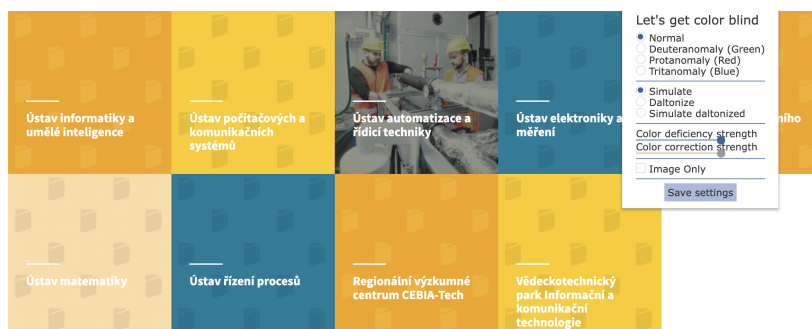 Let's get color blind
Normal
Deuteranomaly (Green)
Protanomaly (Red)
Tritanomaly (Blue)
Simulate
Daltonize
Simulate daltonized
Color deficiency strength
Color correction strength
Image Only
Save settings
Ústav informatiky a
umělé inteligence
Ústav počítačových a
komunikačních
systémů
Ústav automatizace a
řídicí techniky
Ústav elektroniky a
měření
Ústav matematiky
Ústav řízení procesů
Regionální výzkumné
centrum CEBIA-Tech
Vědeckotechnický
park Informační a
komunikační
technologie